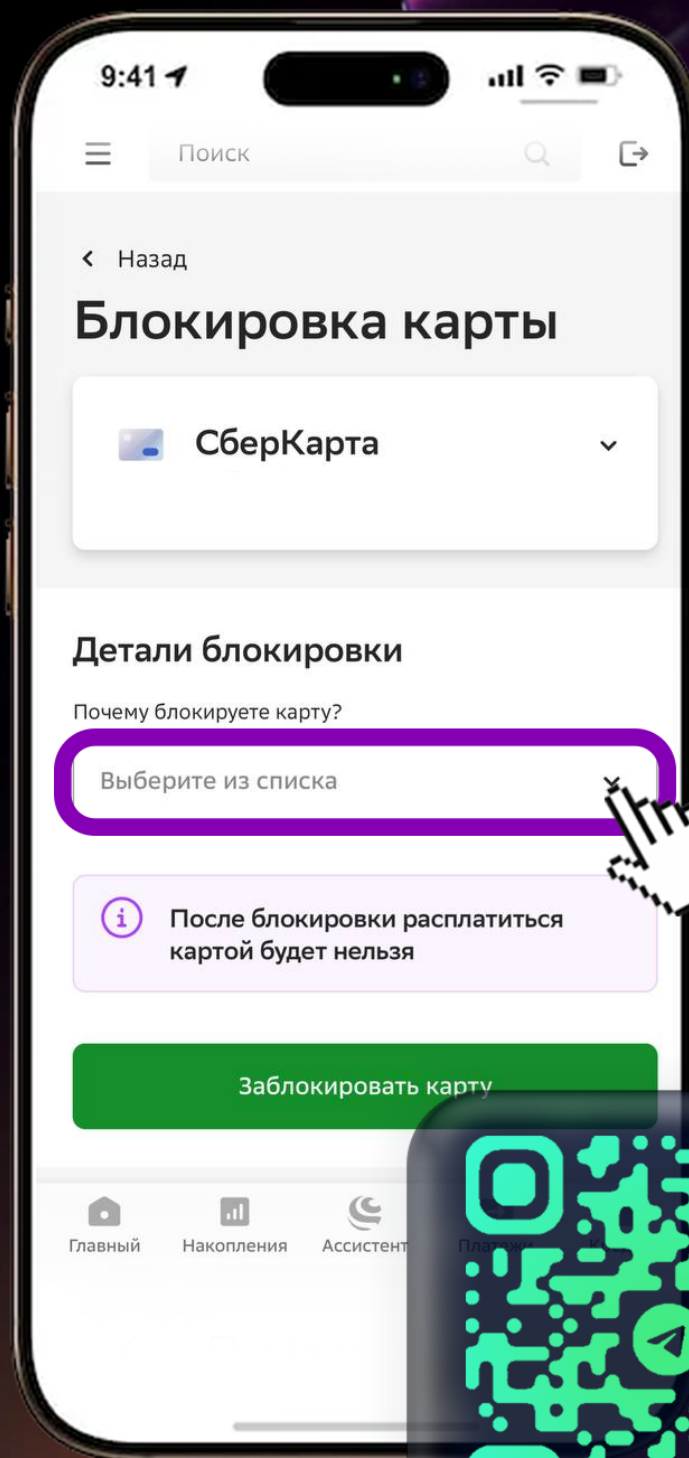 9:41
Поиск
Назад
Блокировка карты
СберКарта
Детали блокировки
Почему блокируете карту?
Выберите из списка
После блокировки расплатиться
картой будет нельзя
Заблокировать карту
Главный Накопления Ассистент Платежи